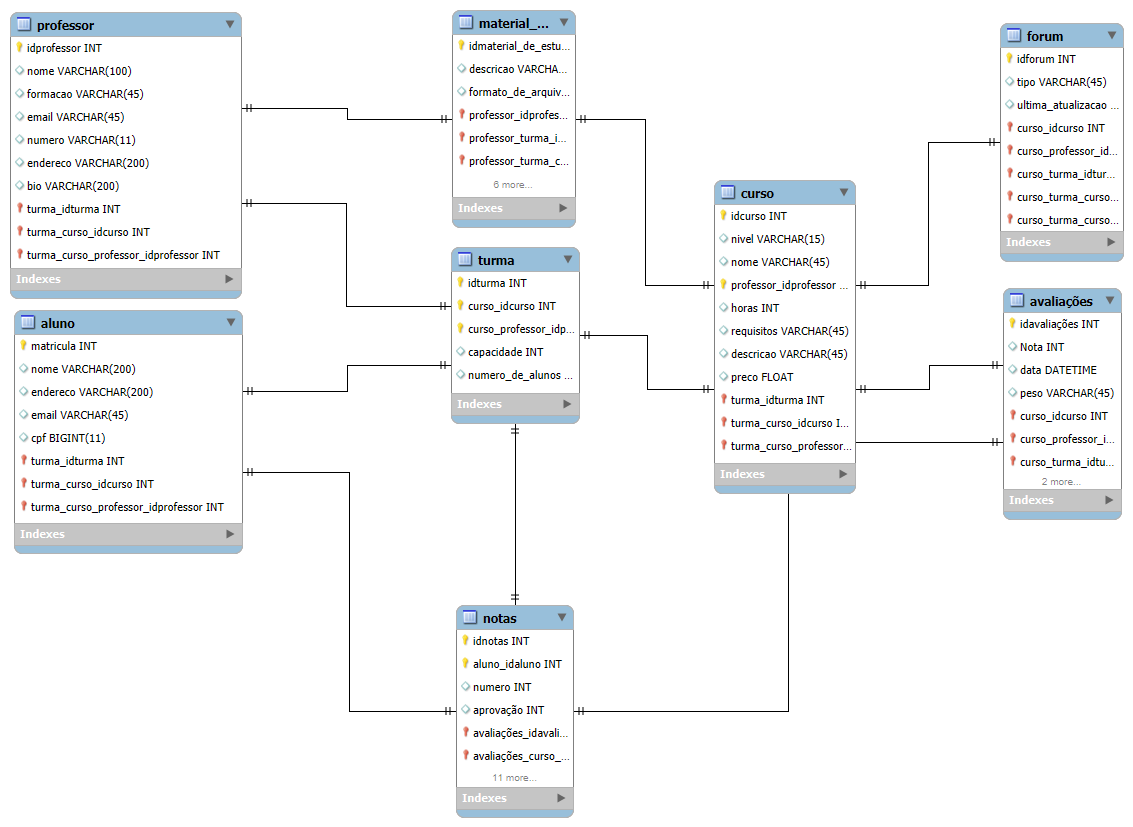 professor
idprofessor INT
nome VARCHAR(100)
formacao VARCHAR(45)
email VARCHAR(45)
numero VARCHAR(11)
endereco VARCHAR(200)
bio VARCHAR(200)
turma_idturma INT
turma_curso_idcurso INT
turma_curso_professor_idprofessor INT
Indexes
aluno
matricula INT
nome VARCHAR(200)
endereco VARCHAR(200)
email VARCHAR(45)
cpf BIGINT(11)
turma_idturma INT
turma_curso_idcurso INT
turma_curso_professor_idprofessor INT
Indexes
material_...
idmaterial_de_estu...
descricao VARCHA...
formato_de_arquiv...
professor_idprofes...
professor_turma_i...
professor_turma_c...
6 more...
Indexes
turma
idturma INT
curso_idcurso INT
curso_professor_idp...
capacidade INT
numero_de_alunos ...
Indexes
notas
idnotas INT
aluno_idaluno INT
numero INT
aprovação INT
avaliações_idavali...
avaliações_curso_...
11 more...
Indexes
curso
idcurso INT
nivel VARCHAR(15)
nome VARCHAR(45)
professor_idprofessor ...
horas INT
requisitos VARCHAR(45)
descricao VARCHAR(45)
preco FLOAT
turma_idturma INT
turma_curso_idcurso I...
turma_curso_professor...
Indexes
forum
idforum INT
tipo VARCHAR(45)
ultima_atualizacao ...
curso_idcurso INT
curso_professor_id...
curso_turma_idtur...
curso_turma_curso...
curso_turma_curso...
Indexes
avaliações
idavaliações INT
Nota INT
data DATETIME
peso VARCHAR(45)
curso_idcurso INT
curso_professor_i...
curso_turma_idtu...
2 more...
Indexes